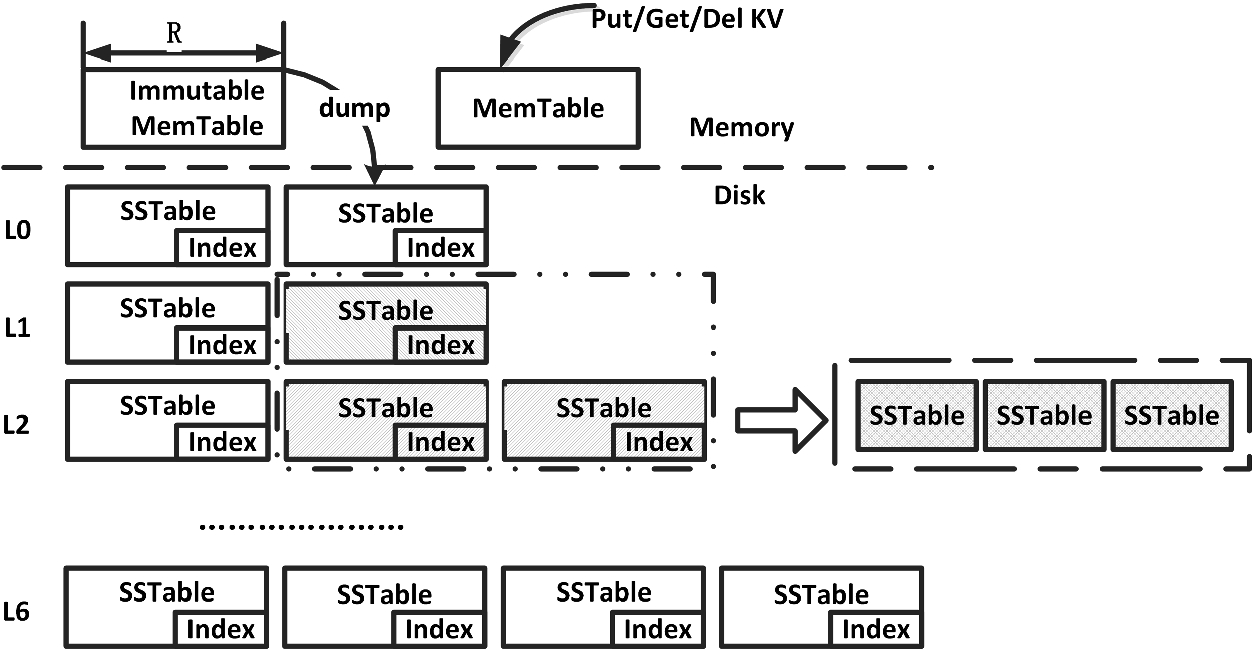 Put/Get/Del KV
R
Immutable
MemTable
dump
MemTable
Memory
Disk
L0
SSTable
Index
SSTable
Index
L1
SSTable
Index
SSTable
Index
L2
SSTable
Index
SSTable
Index
SSTable
Index
SSTable
SSTable
SSTable
L6
SSTable
Index
SSTable
Index
SSTable
Index
SSTable
Index